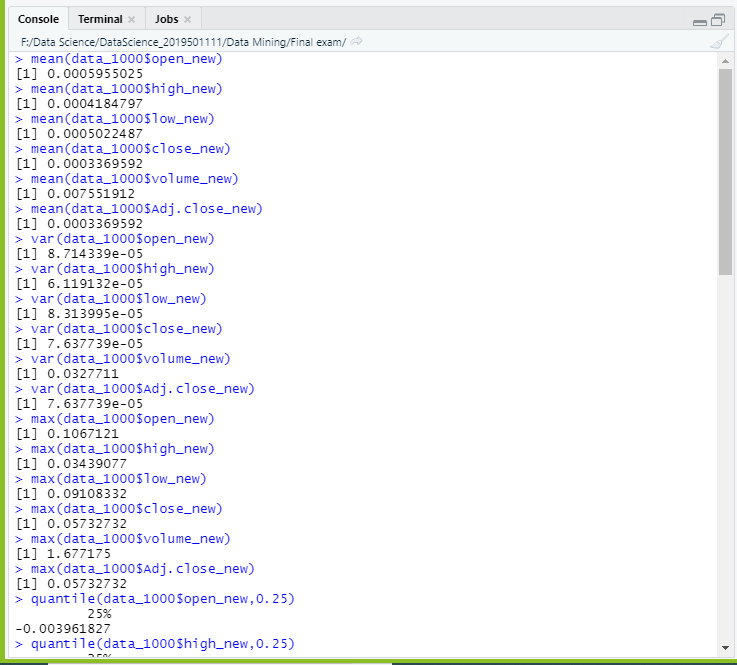 Console Terminal Jobs
F:/Data Science/DataScience_2019501111/Data Mining/Final exam/
> mean(data_1000$open_new)
[1] 0.0005955025
> mean(data_1000$high_new)
[1] 0.0004184797
> mean(data_1000$low_new)
[1] 0.0005022487
> mean(data_1000$close_new)
[1] 0.0003369592
> mean(data_1000$volume_new)
[1] 0.007551912
> mean(data_1000$Adj.close_new)
[1] 0.0003369592
> var(data_1000$open_new)
[1] 8.714339e-05
> var(data_1000$high_new)
[1] 6.119132e-05
> var(data_1000$low_new)
[1] 8.313995e-05
> var(data_1000$close_new)
[1] 7.637739e-05
> var(data_1000$volume_new)
[1] 0.0327711
> var(data_1000$Adj.close_new)
[1] 7.637739e-05
> max(data_1000$open_new)
[1] 0.1067121
> max(data_1000$high_new)
[1] 0.03439077
> max(data_1000$low_new)
[1] 0.09108332
> max(data_1000$close_new)
[1] 0.05732732
> max(data_1000$volume_new)
[1] 1.677175
> max(data_1000$Adj.close_new)
[1] 0.05732732
> quantile(data_1000$open_new,0.25)
25%
-0.003961827
> quantile(data_1000$high_new,0.25)